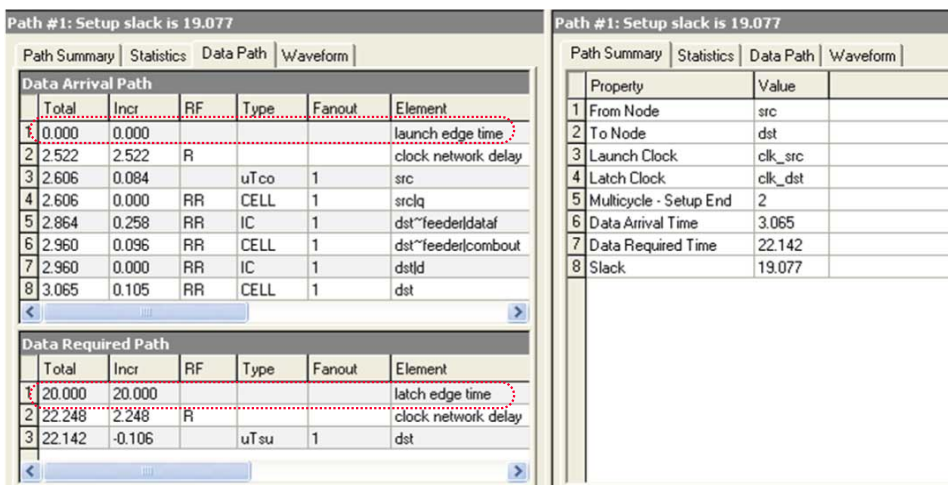 Path #1: Setup slack is 19.077
Path Summary Statistics Data Path Waveform
Data Arrival Path
Total Incr RF Type Fanout Element
1 0.000 0.000 launch edge time
2 2.522 2.522 R clock network delay
3 2.606 0.084 uTco 1 src
4 2.606 0.000 RR CELL 1 src|q
5 2.864 0.258 RR IC 1 dst~feeder|dataf
6 2.960 0.096 RR CELL 1 dst~feeder|combout
7 2.960 0.000 RR IC 1 dst|d
8 3.065 0.105 RR CELL 1 dst
Data Required Path
Total Incr RF Type Fanout Element
1 20.000 20.000 latch edge time
2 22.248 2.248 R clock network delay
3 22.142 -0.106 uTsu 1 dst
Path #1: Setup slack is 19.077
Path Summary Statistics Data Path Waveform
Property Value
1 From Node src
2 To Node dst
3 Launch Clock clk_src
4 Latch Clock clk_dst
5 Multicycle - Setup End 2
6 Data Arrival Time 3.065
7 Data Required Time 22.142
8 Slack 19.077